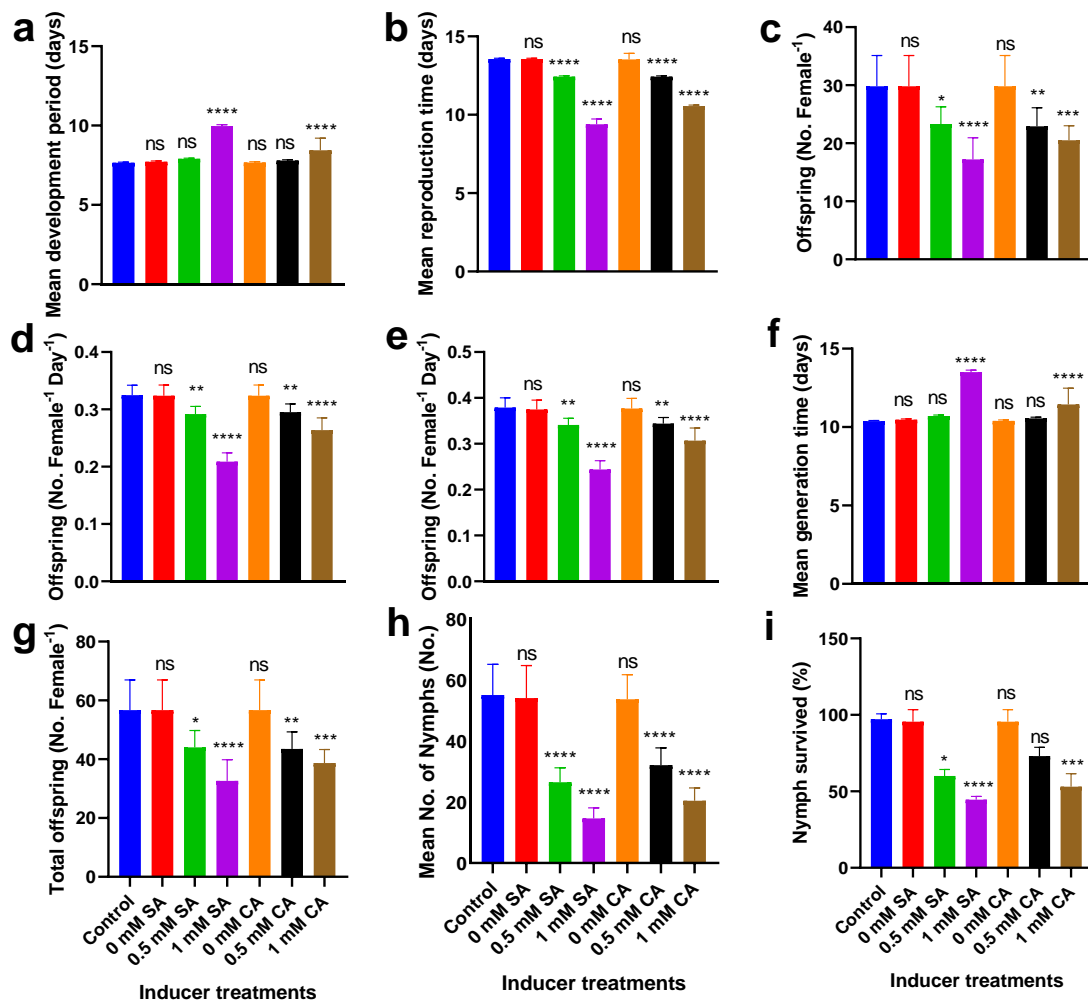 a
Mean development period (days)
15
10
5
0
ns
ns
****
ns
ns
****
b
Mean reproduction time (days)
15
10
5
0
ns
****
****
ns
****
****
c
Offspring (No. Female⁻¹)
40
30
20
10
0
ns
*
****
ns
**
***
d
Offspring (No. Female⁻¹ Day⁻¹)
0.4
0.3
0.2
0.1
0.0
ns
**
****
ns
**
****
e
Offspring (No. Female⁻¹ Day⁻¹)
0.5
0.4
0.3
0.2
0.1
0.0
ns
**
****
ns
**
****
f
Mean generation time (days)
15
10
5
0
ns
ns
****
ns
ns
****
g
Total offspring (No. Female⁻¹)
80
60
40
20
0
ns
*
****
ns
**
***
Control
0 mM SA
0.5 mM SA
1 mM SA
0 mM CA
0.5 mM CA
1 mM CA
Inducer treatments
h
Mean No. of Nymphs (No.)
80
60
40
20
0
ns
****
****
ns
****
****
Control
0 mM SA
0.5 mM SA
1 mM SA
0 mM CA
0.5 mM CA
1 mM CA
Inducer treatments
i
Nymph survived (%)
150
100
50
0
ns
*
****
ns
ns
***
Control
0 mM SA
0.5 mM SA
1 mM SA
0 mM CA
0.5 mM CA
1 mM CA
Inducer treatments